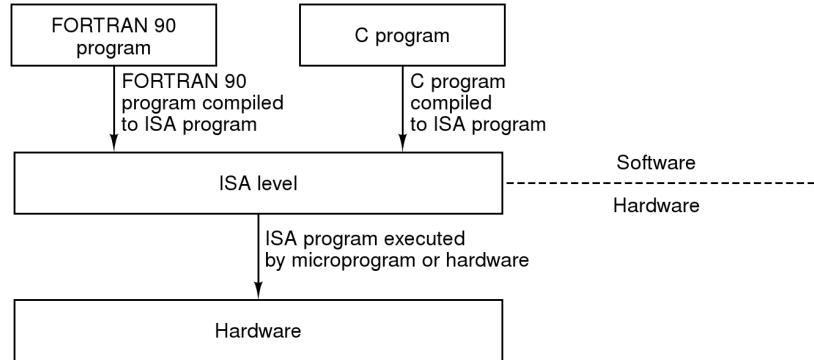 FORTRAN 90
program
C program
FORTRAN 90
program compiled
to ISA program
C program
compiled
to ISA program
ISA level
Software
Hardware
ISA program executed
by microprogram or hardware
Hardware